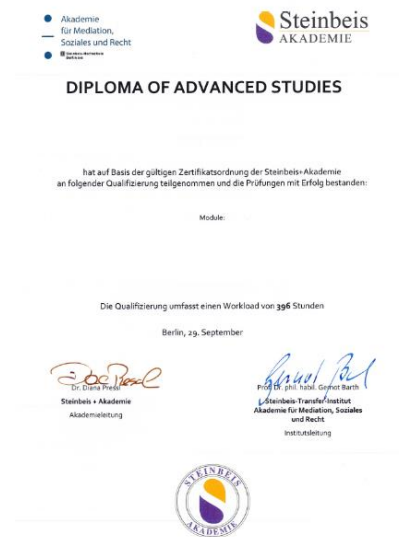 Akademie
für Mediation,
Soziales und Recht
Steinbeis
AKADEMIE
DIPLOMA OF ADVANCED STUDIES
hat auf Basis der gültigen Zertifikatsordnung der Steinbeis+Akademie
an folgender Qualifizierung teilgenommen und die Prüfungen mit Erfolg bestanden:
Module:
Die Qualifizierung umfasst einen Workload von 396 Stunden
Berlin, 29. September
Dr. Diana Pressl
Steinbeis + Akademie
Akademieleitung
Prof. Dr. phil. habil. Gernot Barth
Steinbeis-Transfer-Institut
Akademie für Mediation, Soziales
und Recht
Institutsleitung
STEINBEIS
AKADEMIE